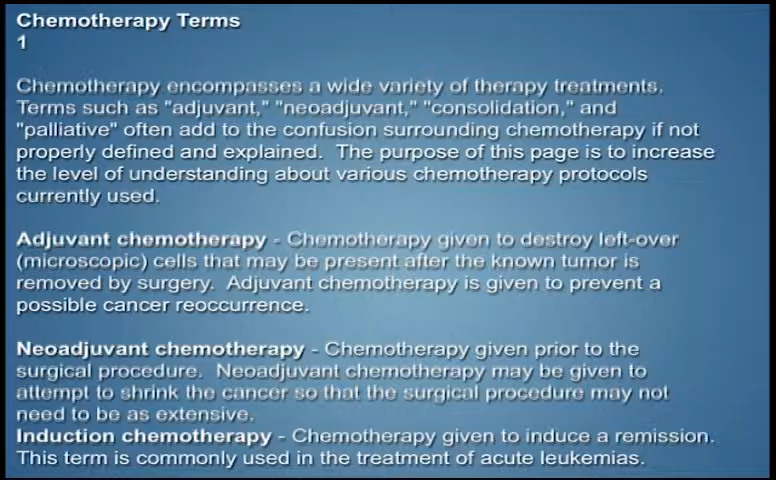 Chemotherapy Terms
1
Chemotherapy encompasses a wide variety of therapy treatments.
Terms such as "adjuvant," "neoadjuvant," "consolidation," and
"palliative" often add to the confusion surrounding chemotherapy if not
properly defined and explained.  The purpose of this page is to increase
the level of understanding about various chemotherapy protocols
currently used.
Adjuvant chemotherapy - Chemotherapy given to destroy left-over
(microscopic) cells that may be present after the known tumor is
removed by surgery.  Adjuvant chemotherapy is given to prevent a
possible cancer reoccurrence.
Neoadjuvant chemotherapy - Chemotherapy given prior to the
surgical procedure.  Neoadjuvant chemotherapy may be given to
attempt to shrink the cancer so that the surgical procedure may not
need to be as extensive.
Induction chemotherapy - Chemotherapy given to induce a remission.
This term is commonly used in the treatment of acute leukemias.